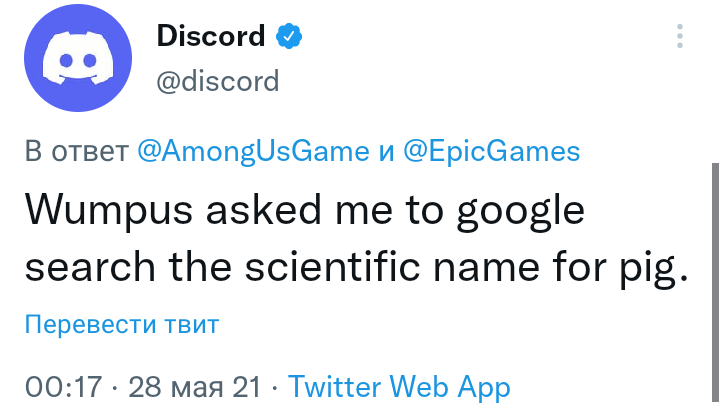 Discord
@discord
В ответ @AmongUsGame и @EpicGames
Wumpus asked me to google
search the scientific name for pig.
Перевести твит
00:17 · 28 мая 21 · Twitter Web App